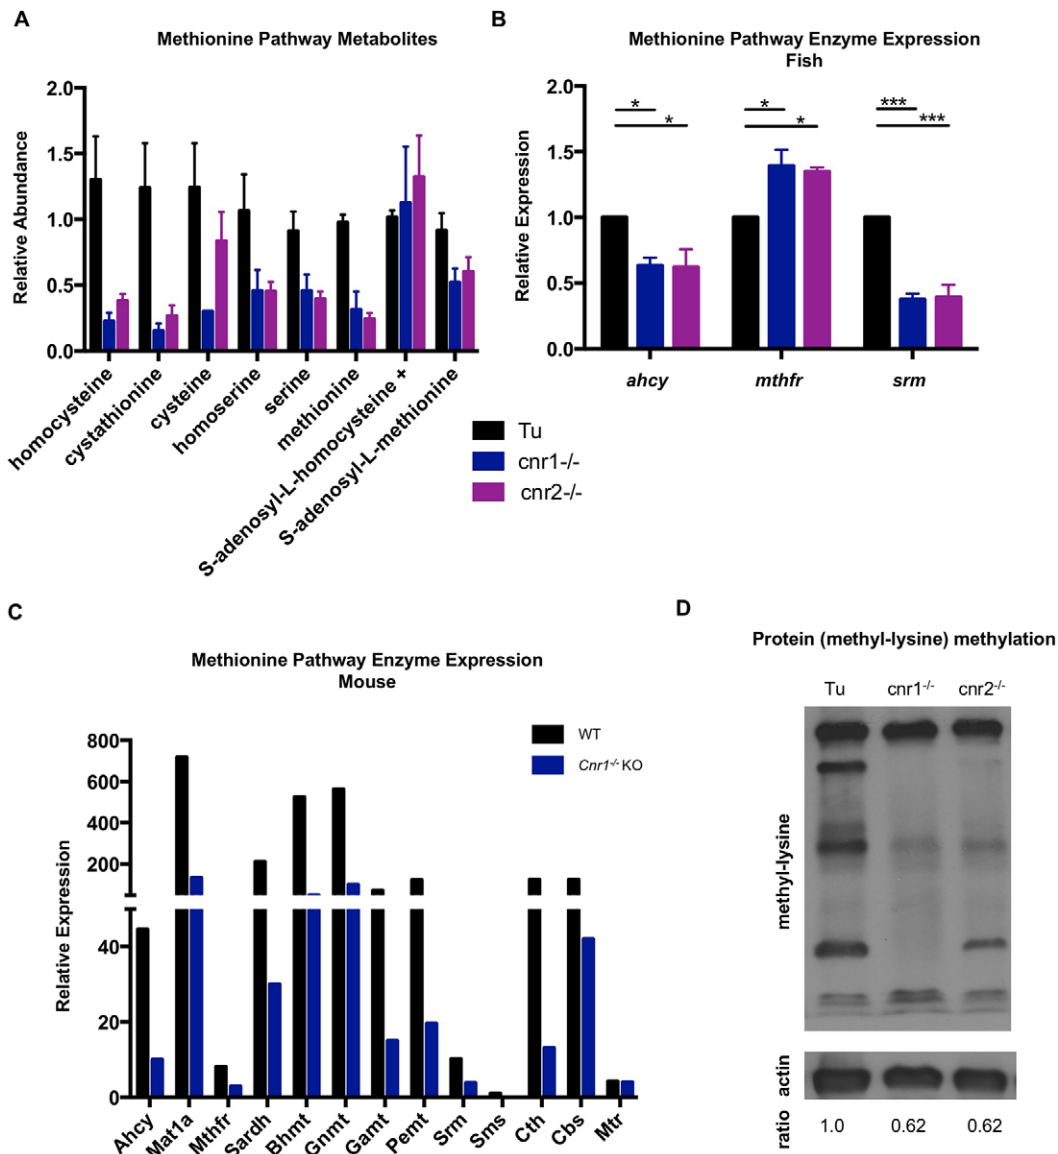 A
Methionine Pathway Metabolites
2.0
1.5
1.0
0.5
0.0
Relative Abundance
homocysteine
cystathionine
cysteine
homoserine
serine
methionine
S-adenosyl-L-homocysteine +
S-adenosyl-L-methionine
B
Methionine Pathway Enzyme Expression
Fish
2.0
1.5
1.0
0.5
0.0
Relative Expression
*
*
*
*
***
***
ahcy
mthfr
srm
Tu
cnr1-/-
cnr2-/-
C
Methionine Pathway Enzyme Expression
Mouse
WT
Cnr1-/- KO
800
600
400
200
40
20
0
Relative Expression
Ahcy
Mat1a
Mthfr
Sardh
Bhmt
Gnmt
Gamt
Pemt
Srm
Sms
Cth
Cbs
Mtr
D
Protein (methyl-lysine) methylation
Tu cnr1-/- cnr2-/-
methyl-lysine
actin
ratio
1.0 0.62 0.62